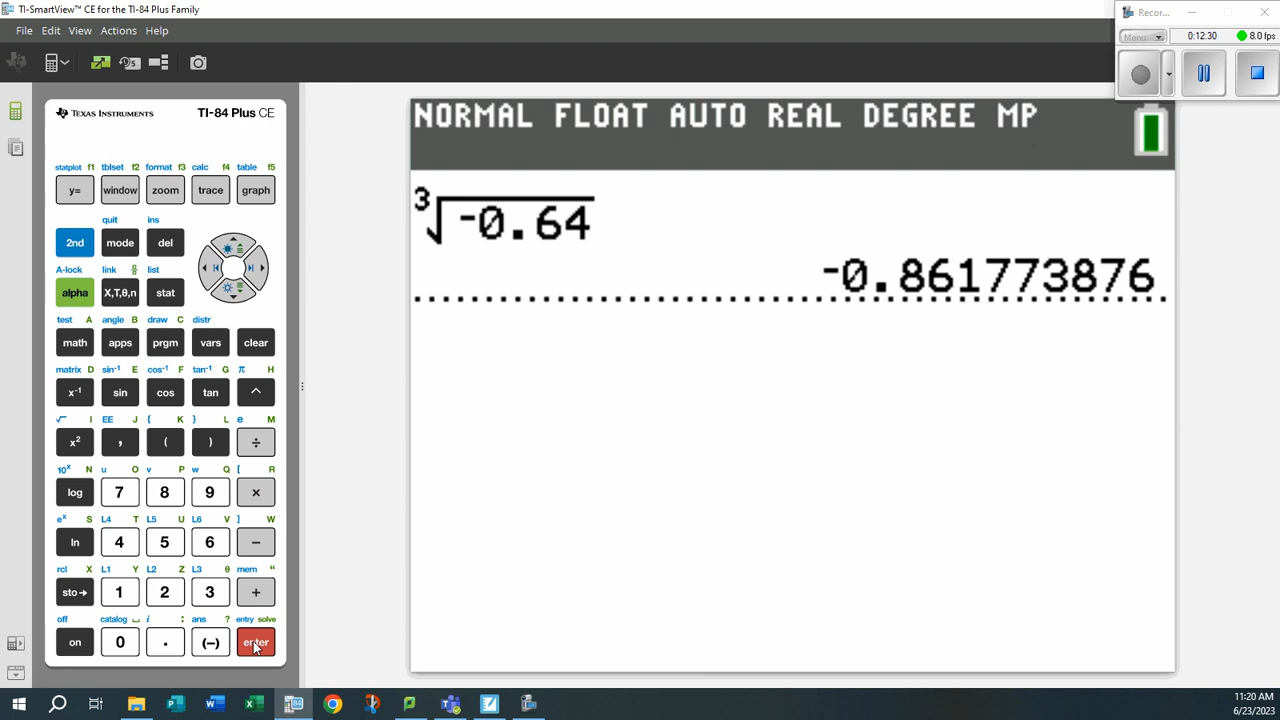 TI-SmartView™ CE for the TI-84 Plus Family
File Edit View Actions Help
Recor...
Menu
0:12:30 8.0 fps
TEXAS INSTRUMENTS TI-84 Plus CE
statplot f1 tblset f2 format f3 calc f4 table f5
y= window zoom trace graph
quit ins
2nd mode del
A-lock link list
alpha X,T,θ,n stat
test A angle B draw C distr
math apps prgm vars clear
matrix D sin⁻¹ E cos⁻¹ F tan⁻¹ G π H
x⁻¹ sin cos tan ^
√ I EE J { K } L e M
x² , ( ) ÷
10ˣ N u O v P w Q [ R
log 7 8 9 ×
eˣ S L4 T L5 U L6 V ] W
ln 4 5 6 −
rcl X L1 Y L2 Z L3 θ mem "
sto→ 1 2 3 +
off catalog i : ans ? entry solve
on 0 . (−) enter
NORMAL FLOAT AUTO REAL DEGREE MP
³√-0.64
-0.861773876
11:20 AM
6/23/2023